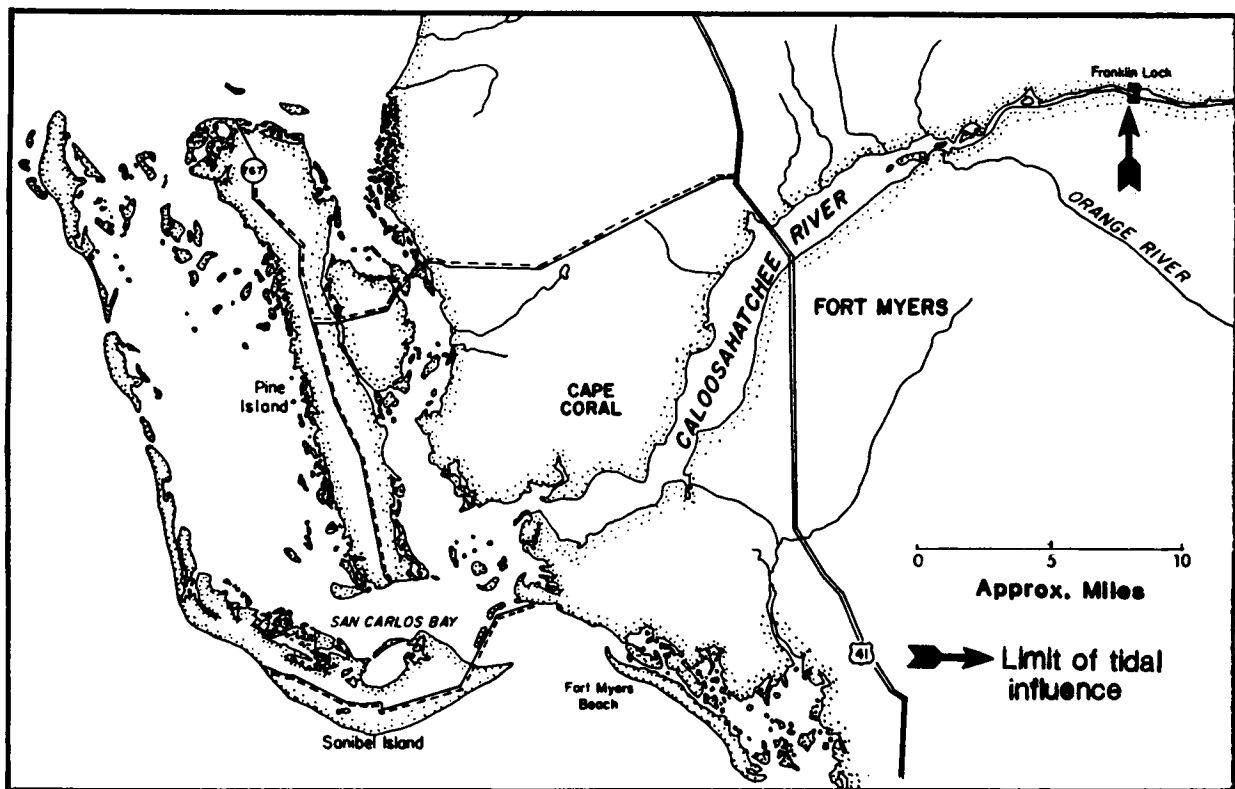 Franklin Lock
767
ORANGE RIVER
CALOOSAHATCHEE RIVER
FORT MYERS
Pine
Island
CAPE
CORAL
0 5 10
Approx. Miles
SAN CARLOS BAY
41
Limit of tidal
influence
Fort Myers
Beach
Sanibel Island